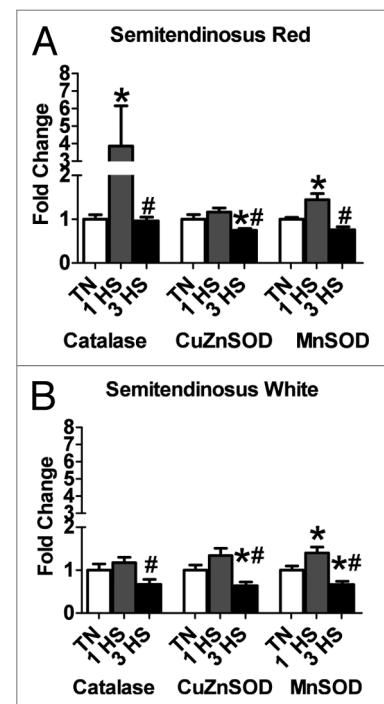 A
Semitendinosus Red
Fold Change
8
7
6
5
4
3
2
1
0
*
#
*#
*
#
TN 1 HS 3 HS TN 1 HS 3 HS TN 1 HS 3 HS
Catalase CuZnSOD MnSOD
B
Semitendinosus White
Fold Change
8
7
6
5
4
3
2
1
0
#
*#
*
*#
TN 1 HS 3 HS TN 1 HS 3 HS TN 1 HS 3 HS
Catalase CuZnSOD MnSOD